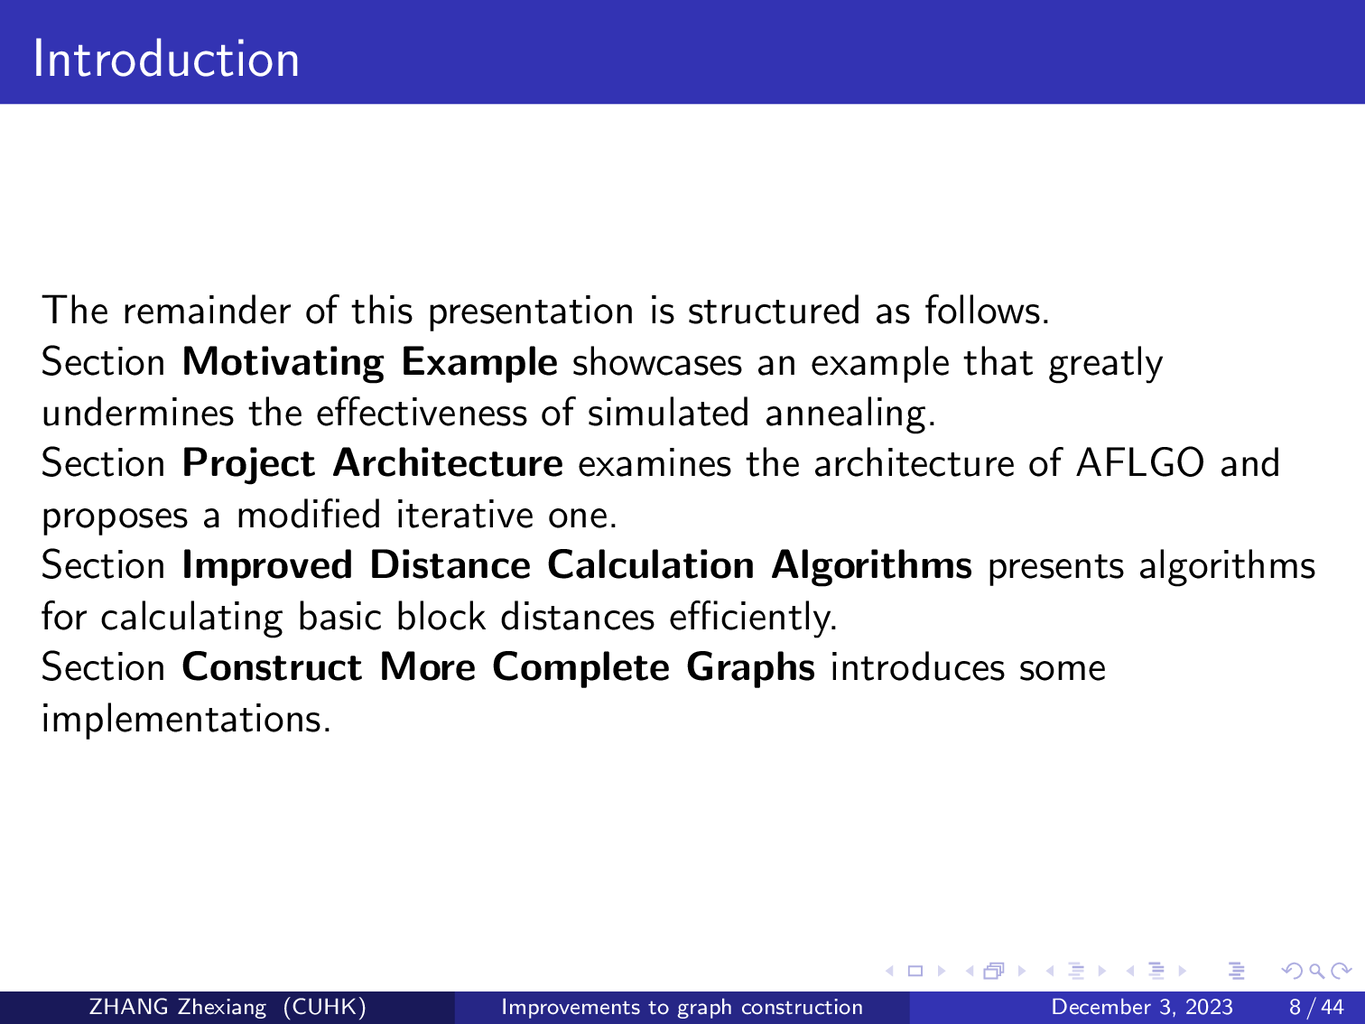 Introduction
The remainder of this presentation is structured as follows.
Section Motivating Example showcases an example that greatly
undermines the effectiveness of simulated annealing.
Section Project Architecture examines the architecture of AFLGO and
proposes a modified iterative one.
Section Improved Distance Calculation Algorithms presents algorithms
for calculating basic block distances efficiently.
Section Construct More Complete Graphs introduces some
implementations.
ZHANG Zhexiang (CUHK)
Improvements to graph construction
December 3, 2023
8 / 44